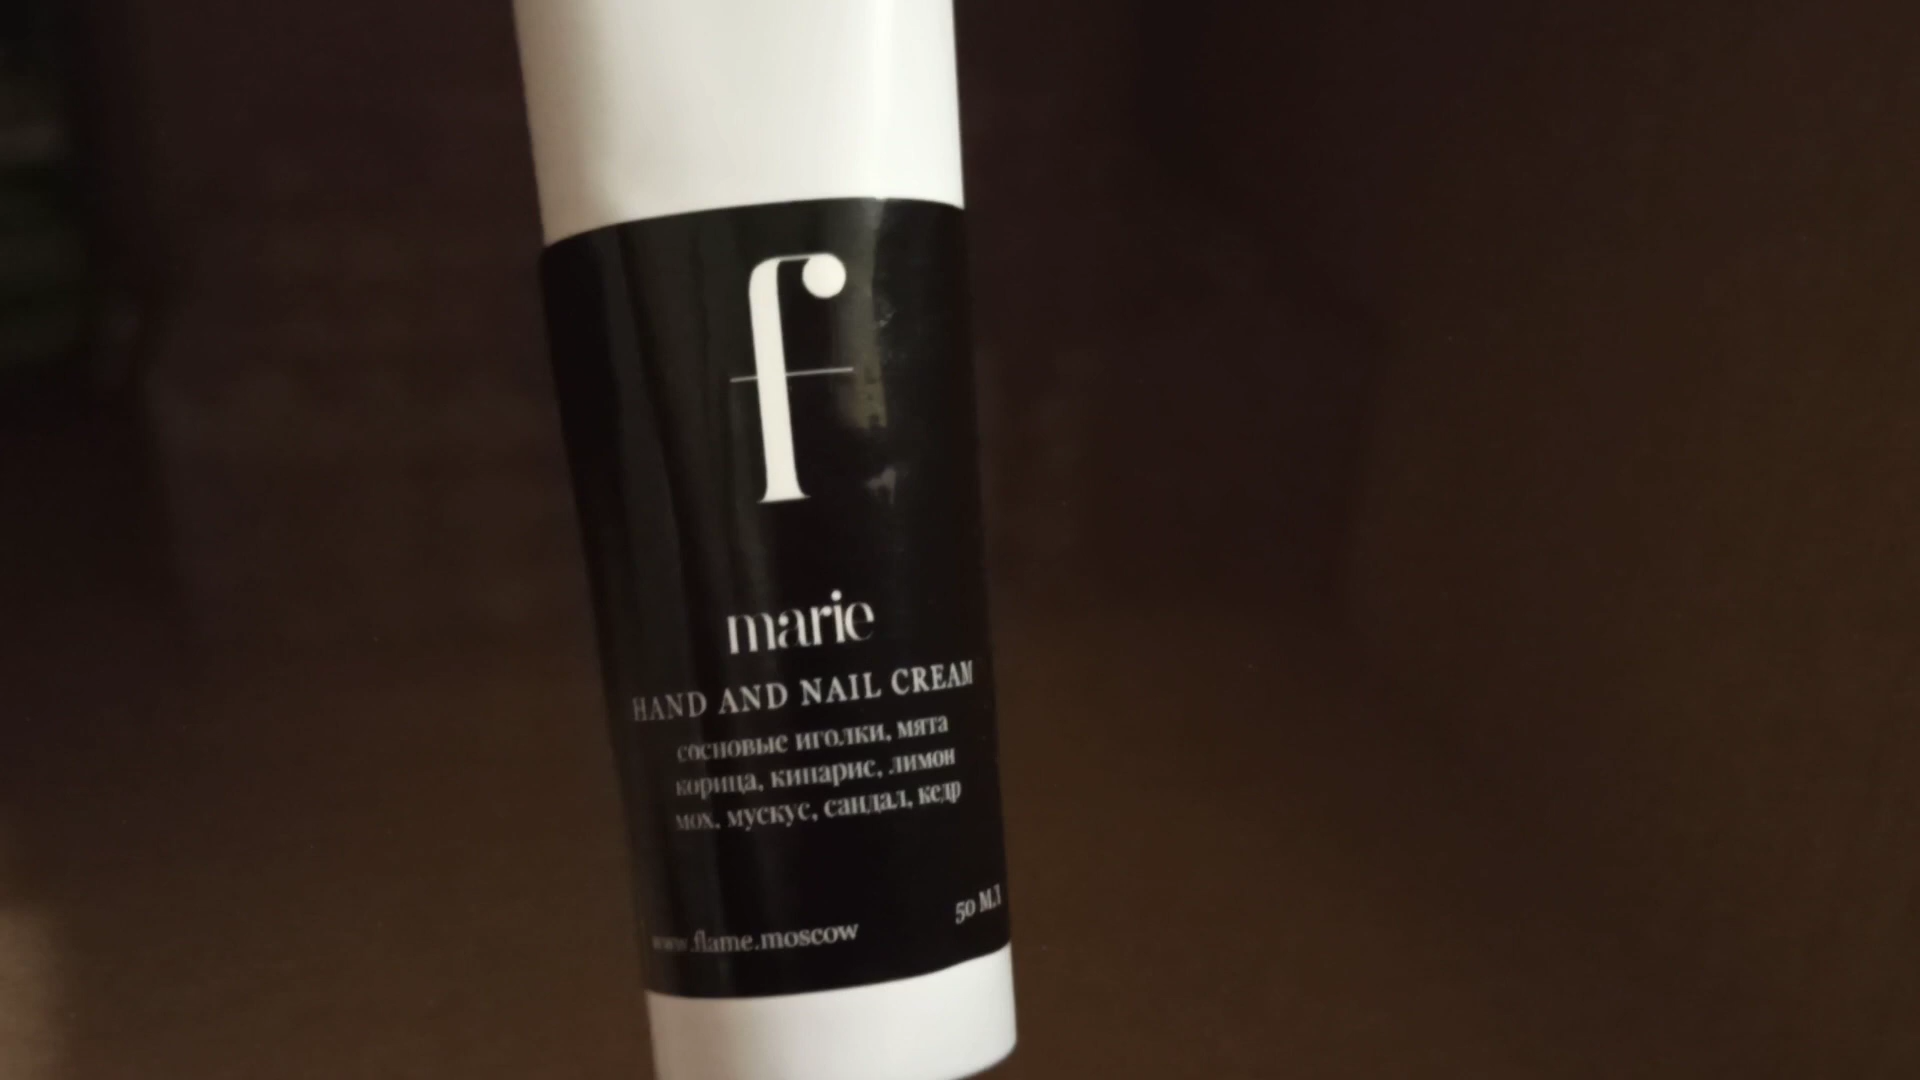 f
marie
HAND AND NAIL CREAM
сосновые иголки, мята
корица, кипарис, лимон
мох, мускус, сандал, кедр
50 МЛ
www.flame.moscow